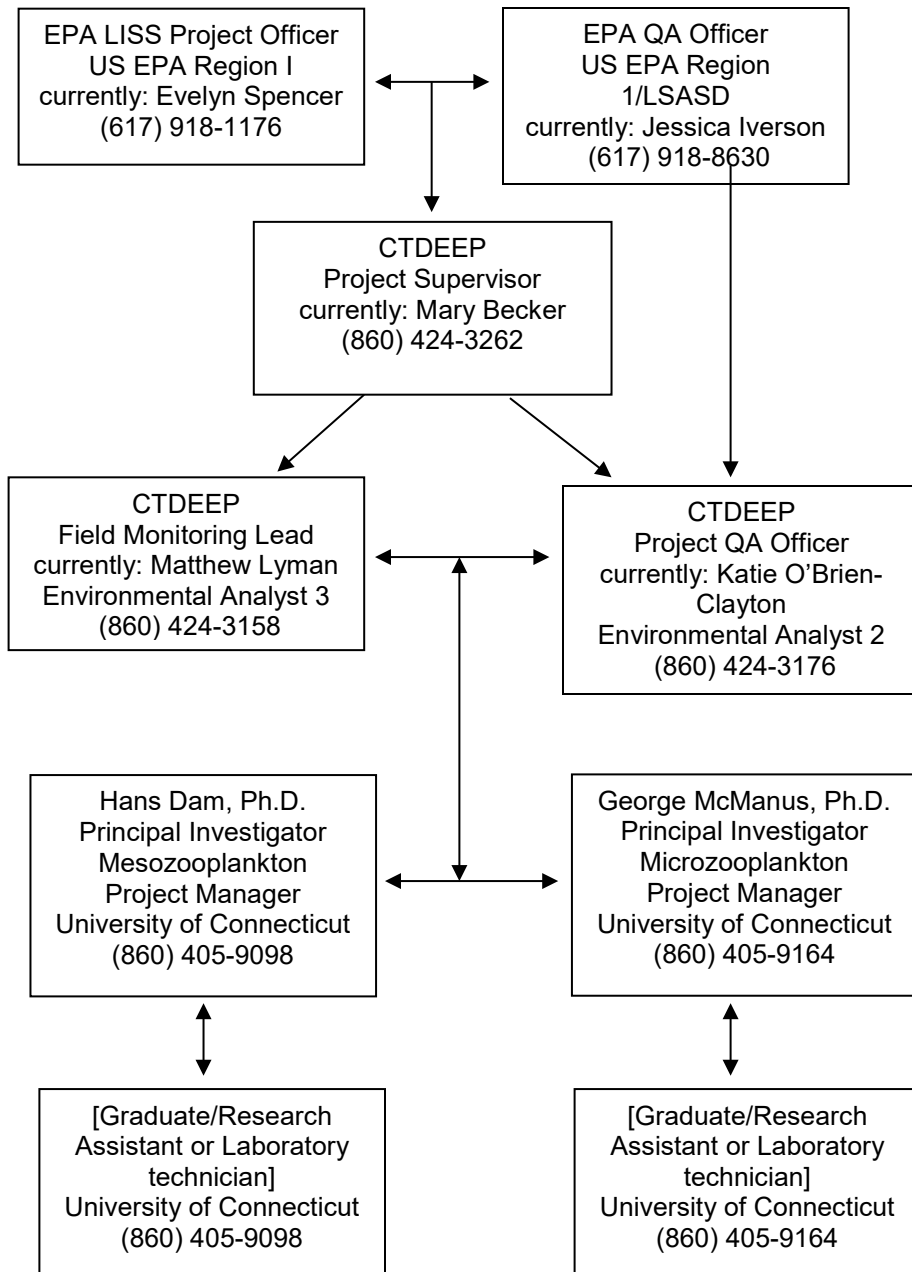 EPA LISS Project Officer
US EPA Region I
currently: Evelyn Spencer
(617) 918-1176
EPA QA Officer
US EPA Region
1/LSASD
currently: Jessica Iverson
(617) 918-8630
CTDEEP
Project Supervisor
currently: Mary Becker
(860) 424-3262
CTDEEP
Field Monitoring Lead
currently: Matthew Lyman
Environmental Analyst 3
(860) 424-3158
CTDEEP
Project QA Officer
currently: Katie O’Brien-
Clayton
Environmental Analyst 2
(860) 424-3176
Hans Dam, Ph.D.
Principal Investigator
Mesozooplankton
Project Manager
University of Connecticut
(860) 405-9098
George McManus, Ph.D.
Principal Investigator
Microzooplankton
Project Manager
University of Connecticut
(860) 405-9164
[Graduate/Research
Assistant or Laboratory
technician]
University of Connecticut
(860) 405-9098
[Graduate/Research
Assistant or Laboratory
technician]
University of Connecticut
(860) 405-9164